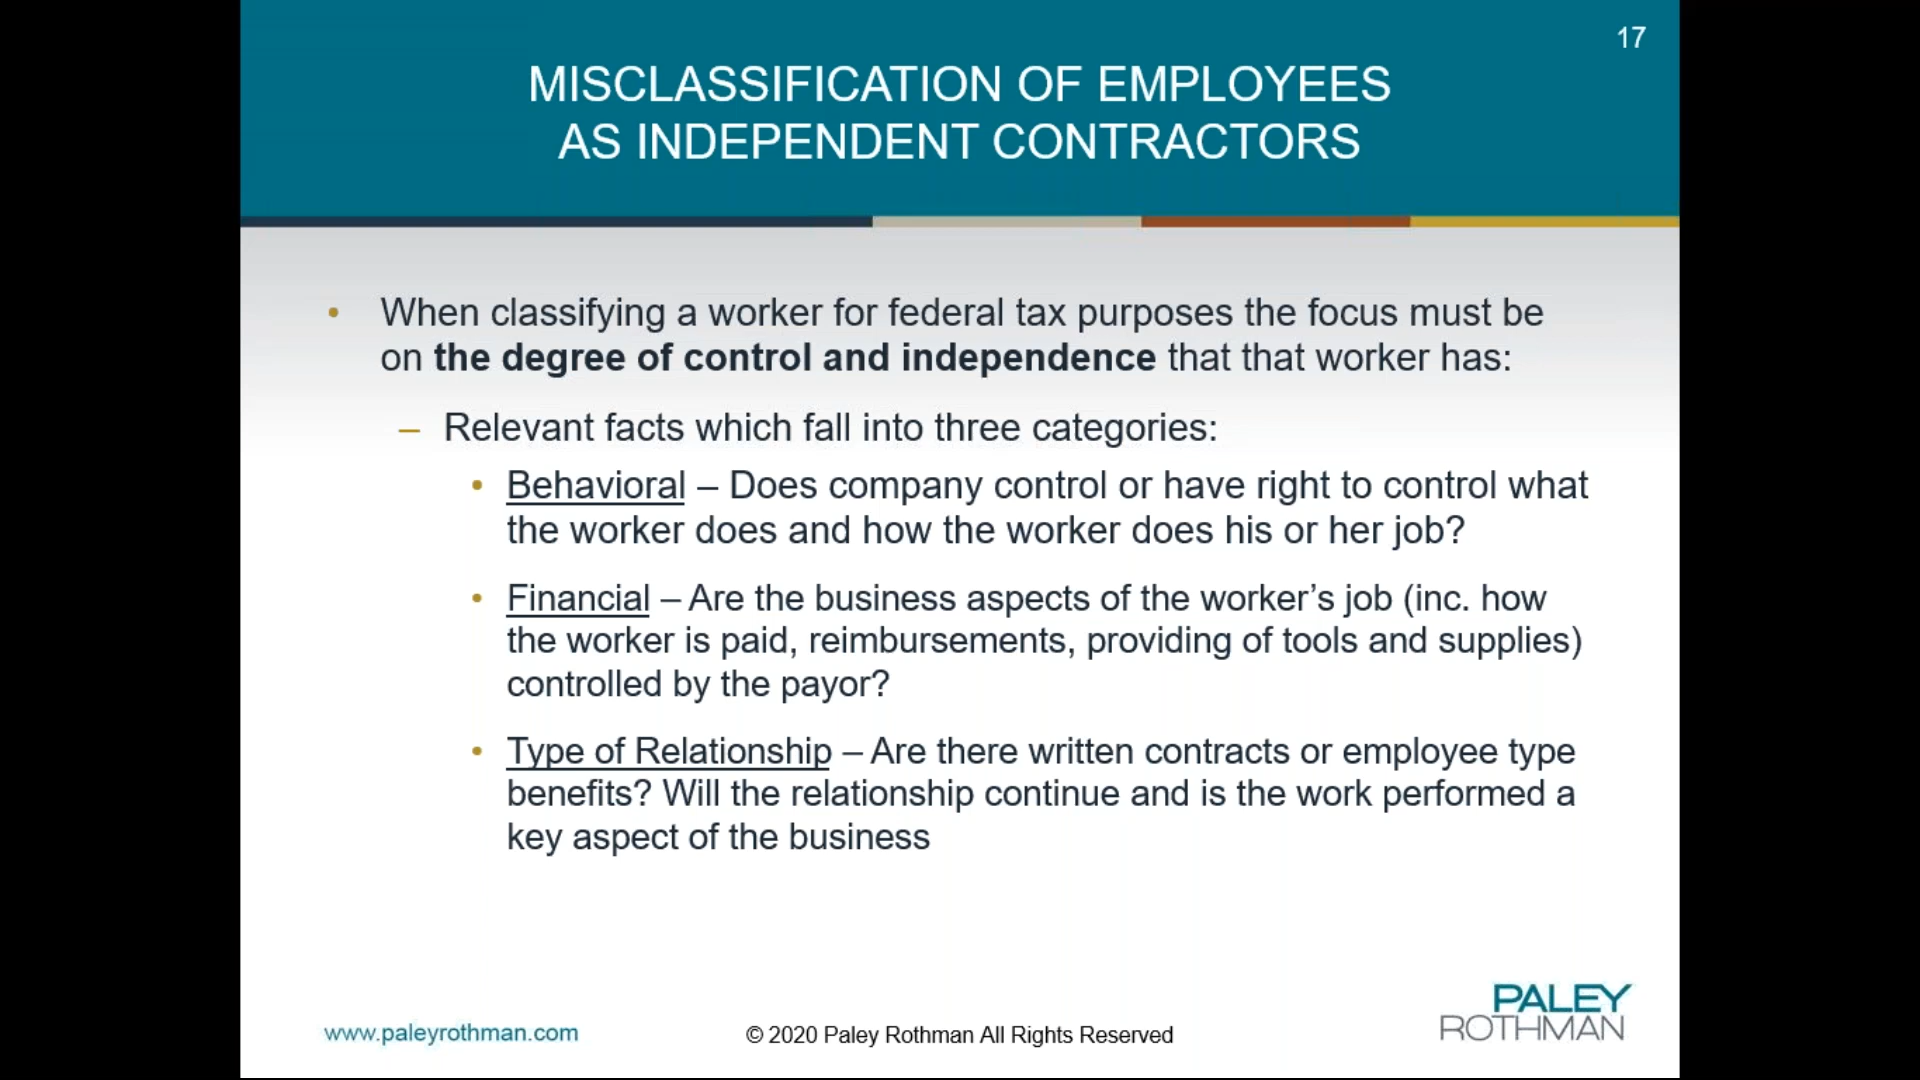 17
MISCLASSIFICATION OF EMPLOYEES
AS INDEPENDENT CONTRACTORS
• When classifying a worker for federal tax purposes the focus must be
on the degree of control and independence that that worker has:
– Relevant facts which fall into three categories:
• Behavioral – Does company control or have right to control what
the worker does and how the worker does his or her job?
• Financial – Are the business aspects of the worker’s job (inc. how
the worker is paid, reimbursements, providing of tools and supplies)
controlled by the payor?
• Type of Relationship – Are there written contracts or employee type
benefits? Will the relationship continue and is the work performed a
key aspect of the business
www.paleyrothman.com
© 2020 Paley Rothman All Rights Reserved
PALEY
ROTHMAN